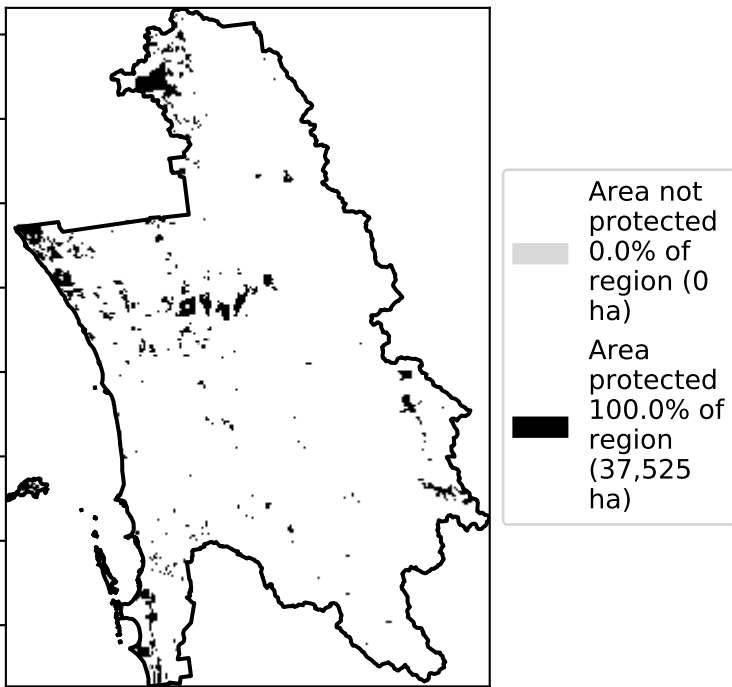 Area not
protected
0.0% of
region (0
ha)
Area
protected
100.0% of
region
(37,525
ha)